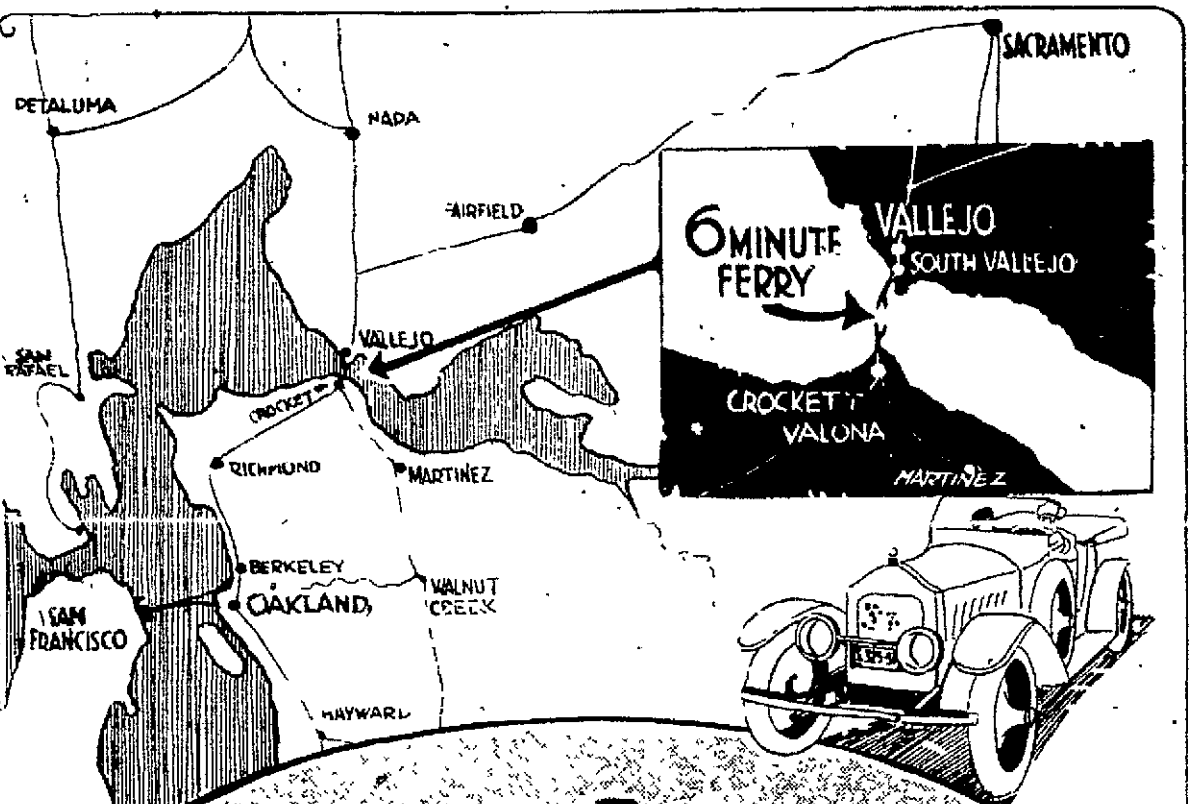 SACRAMENTO
PETALUMA
NAPA
FAIRFIELD
6 MINUTE
FERRY
VALLEJO
SOUTH VALLEJO
CROCKETT
VALONA
MARTINEZ
VALLEJO
SAN
RAFAEL
CROCKET
RICHMOND
MARTINEZ
BERKELEY
OAKLAND
WALNUT
CREEK
SAN
FRANCISCO
HAYWARD